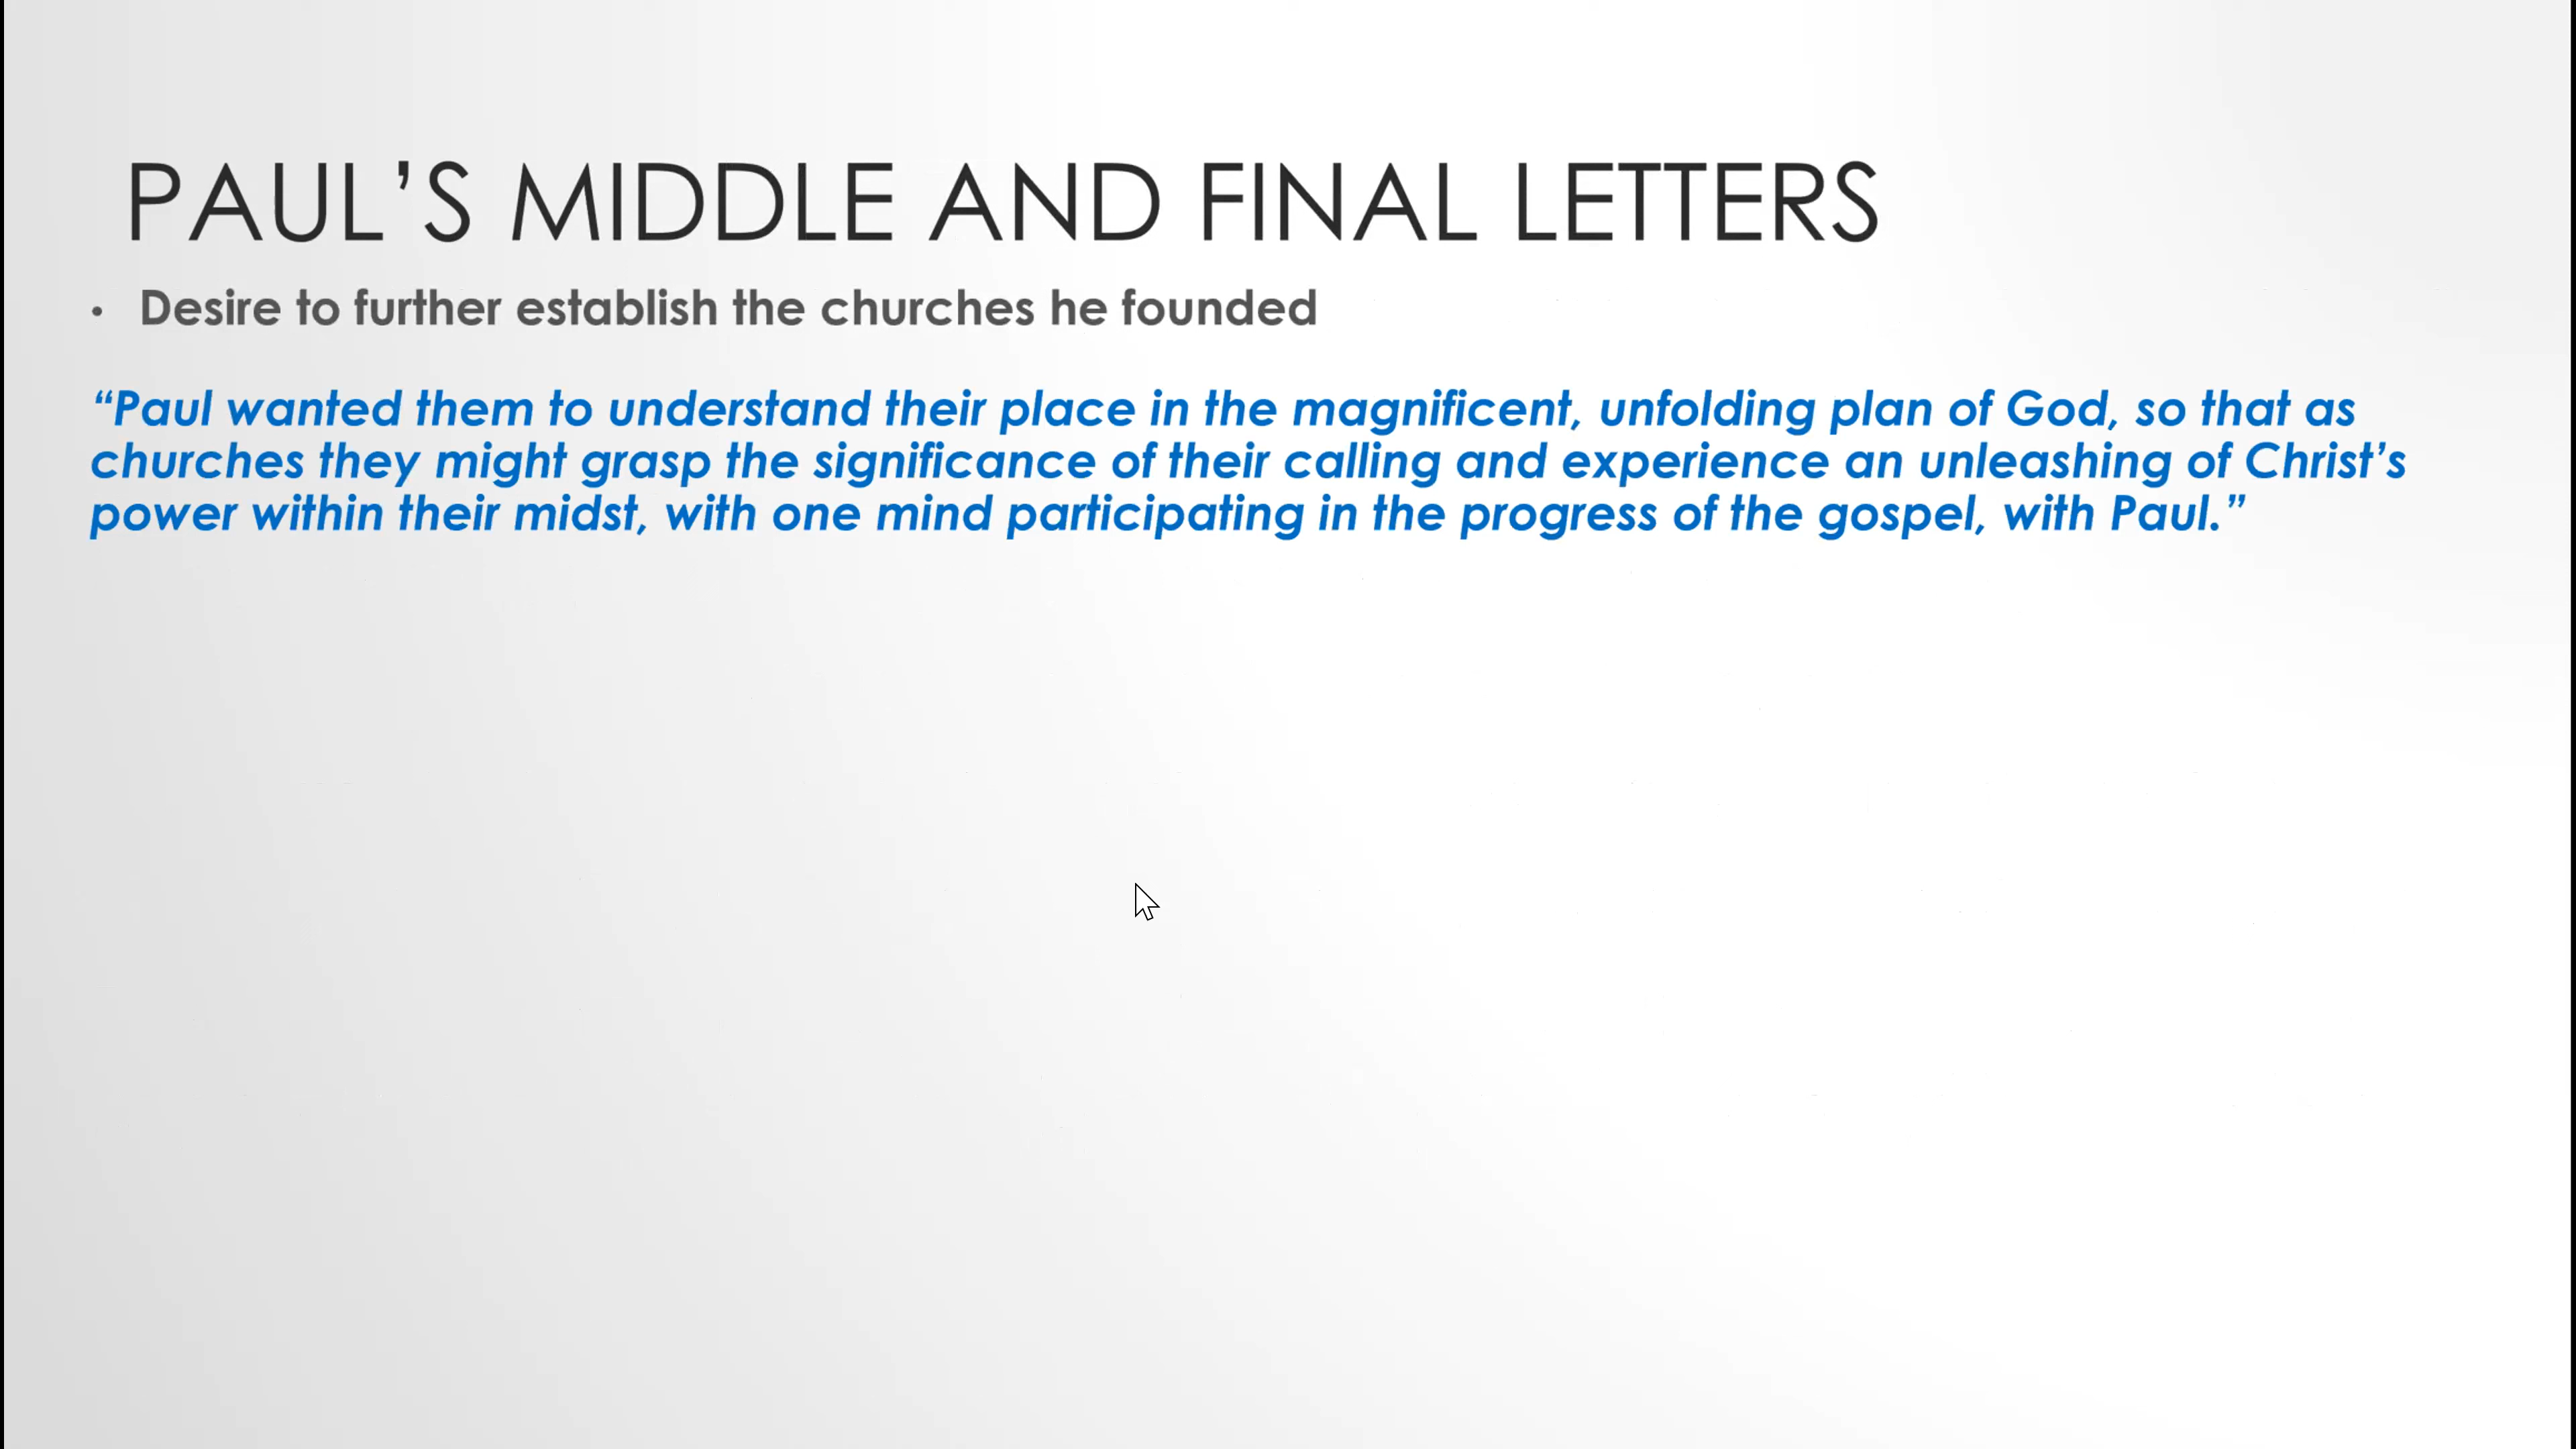 PAUL’S MIDDLE AND FINAL LETTERS
• Desire to further establish the churches he founded
“Paul wanted them to understand their place in the magnificent, unfolding plan of God, so that as
churches they might grasp the significance of their calling and experience an unleashing of Christ’s
power within their midst, with one mind participating in the progress of the gospel, with Paul.”